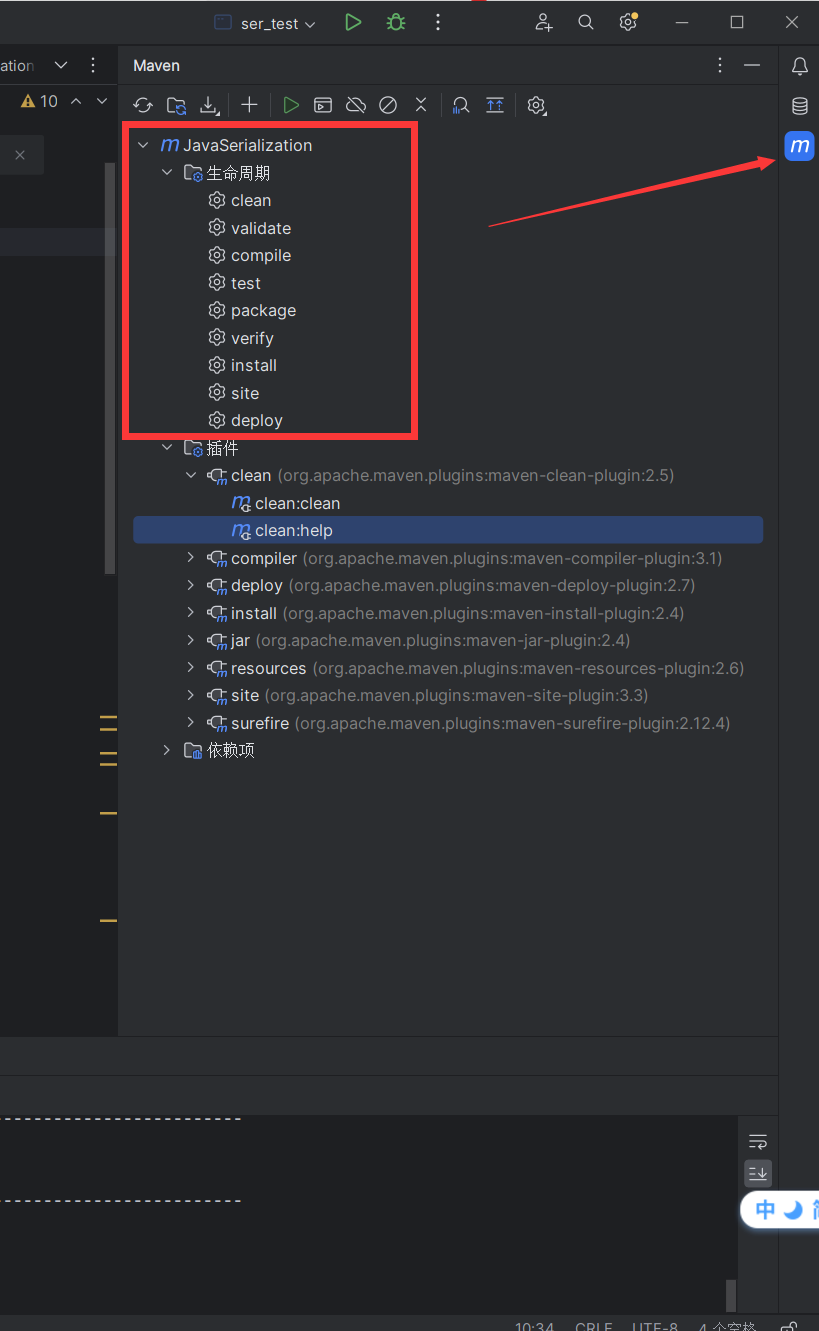 ser_test
ation
Maven
10
m JavaSerialization
生命周期
clean
validate
compile
test
package
verify
install
site
deploy
插件
clean (org.apache.maven.plugins:maven-clean-plugin:2.5)
clean:clean
clean:help
compiler (org.apache.maven.plugins:maven-compiler-plugin:3.1)
deploy (org.apache.maven.plugins:maven-deploy-plugin:2.7)
install (org.apache.maven.plugins:maven-install-plugin:2.4)
jar (org.apache.maven.plugins:maven-jar-plugin:2.4)
resources (org.apache.maven.plugins:maven-resources-plugin:2.6)
site (org.apache.maven.plugins:maven-site-plugin:3.3)
surefire (org.apache.maven.plugins:maven-surefire-plugin:2.12.4)
依赖项
m
------------------------
------------------------
中
10:34 CRLF UTF-8 4 个空格